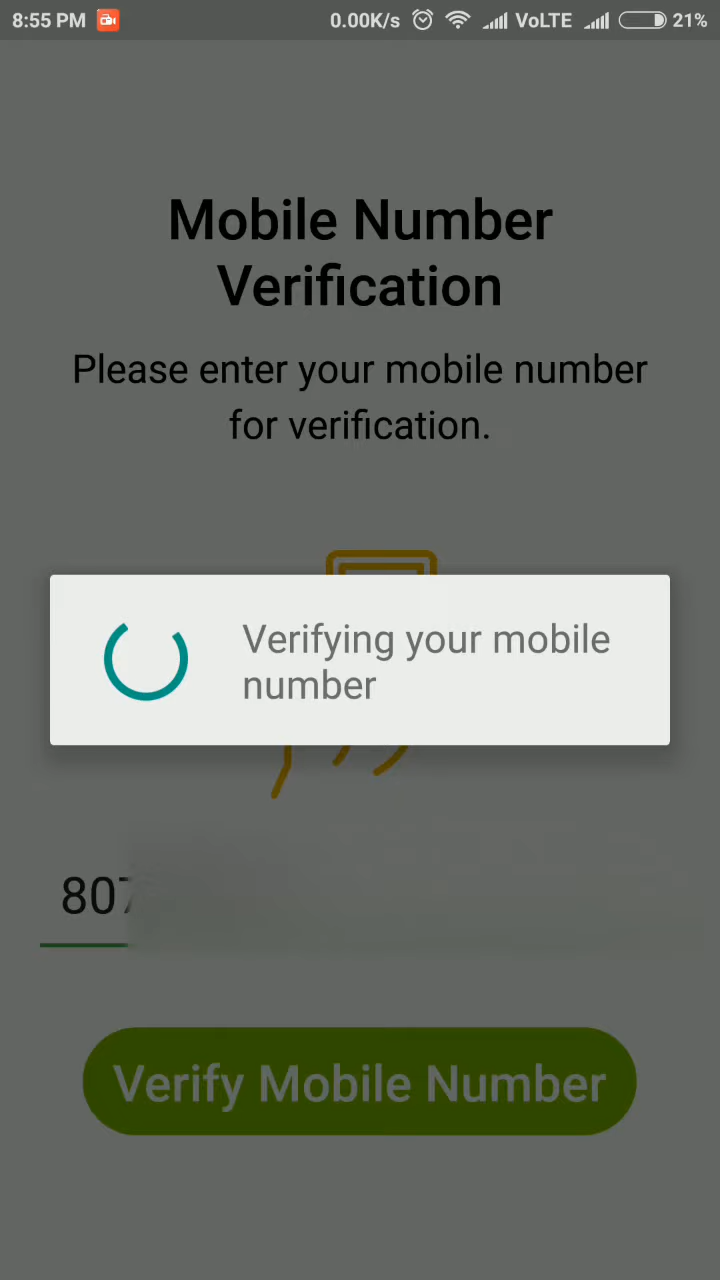 8:55 PM 0.00K/s VoLTE 21%
Mobile Number
Verification
Please enter your mobile number
for verification.
Verifying your mobile
number
807
Verify Mobile Number